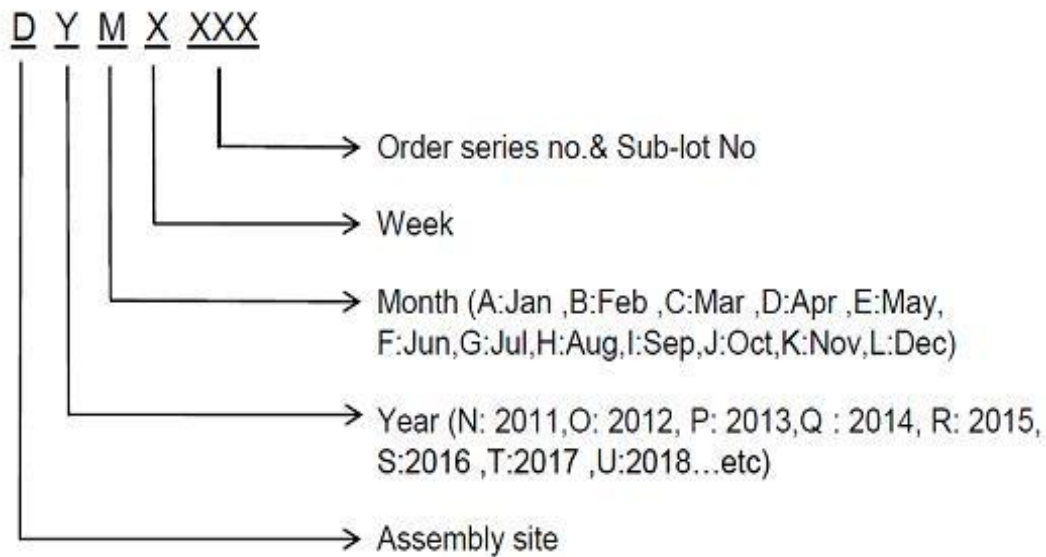 D Y M X XXX
Order series no.& Sub-lot No
Week
Month (A:Jan ,B:Feb ,C:Mar ,D:Apr ,E:May,
F:Jun,G:Jul,H:Aug,I:Sep,J:Oct,K:Nov,L:Dec)
Year (N: 2011,O: 2012, P: 2013,Q : 2014, R: 2015,
S:2016 ,T:2017 ,U:2018...etc)
Assembly site